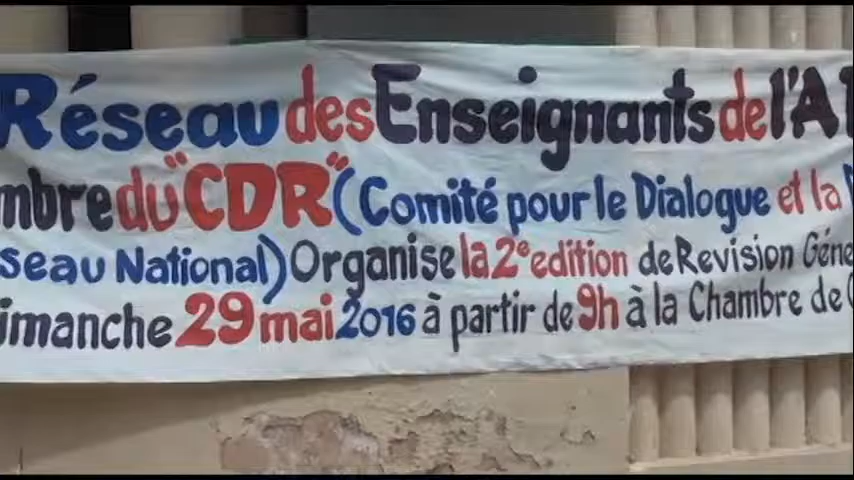 Réseau des Enseignants de l'A
mbre du "CDR" (Comité pour le Dialogue et la
seau National) Organise la 2e edition de Revision Géné
imanche 29 mai 2016 à partir de 9h à la Chambre de